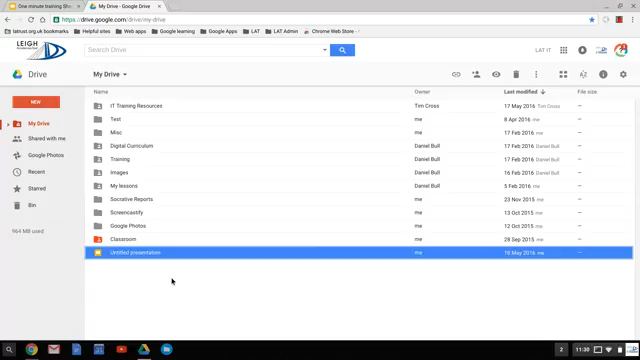 One minute training Sh
My Drive - Google Drive
https://drive.google.com/drive/my-drive
latrust.org.uk bookm
Helpful sites
Web apps
Google learning
Google Apps
LAT
LAT Admin
Chrome Web Store -
LEIGH
Search Drive
LAT IT
Drive
My Drive
NEW
My Drive
Shared with me
Google Photos
Recent
Starred
Bin
964 MB used
Name Owner Last modified File size
IT Training Resources Tim Cross 17 May 2016 Tim Cross –
Test me 8 Apr 2016 me –
Misc me 17 Feb 2016 me –
Digital Curriculum Daniel Bull 17 Feb 2016 Daniel Bull –
Training Daniel Bull 17 Feb 2016 Daniel Bull –
Images Daniel Bull 16 Feb 2016 Daniel Bull –
My lessons Daniel Bull 5 Feb 2016 me –
Socrative Reports me 23 Nov 2015 me –
Screencastify me 13 Oct 2015 me –
Google Photos me 12 Oct 2015 me –
Classroom me 28 Sep 2015 me –
Untitled presentation me May 2016 me –
2
11:30